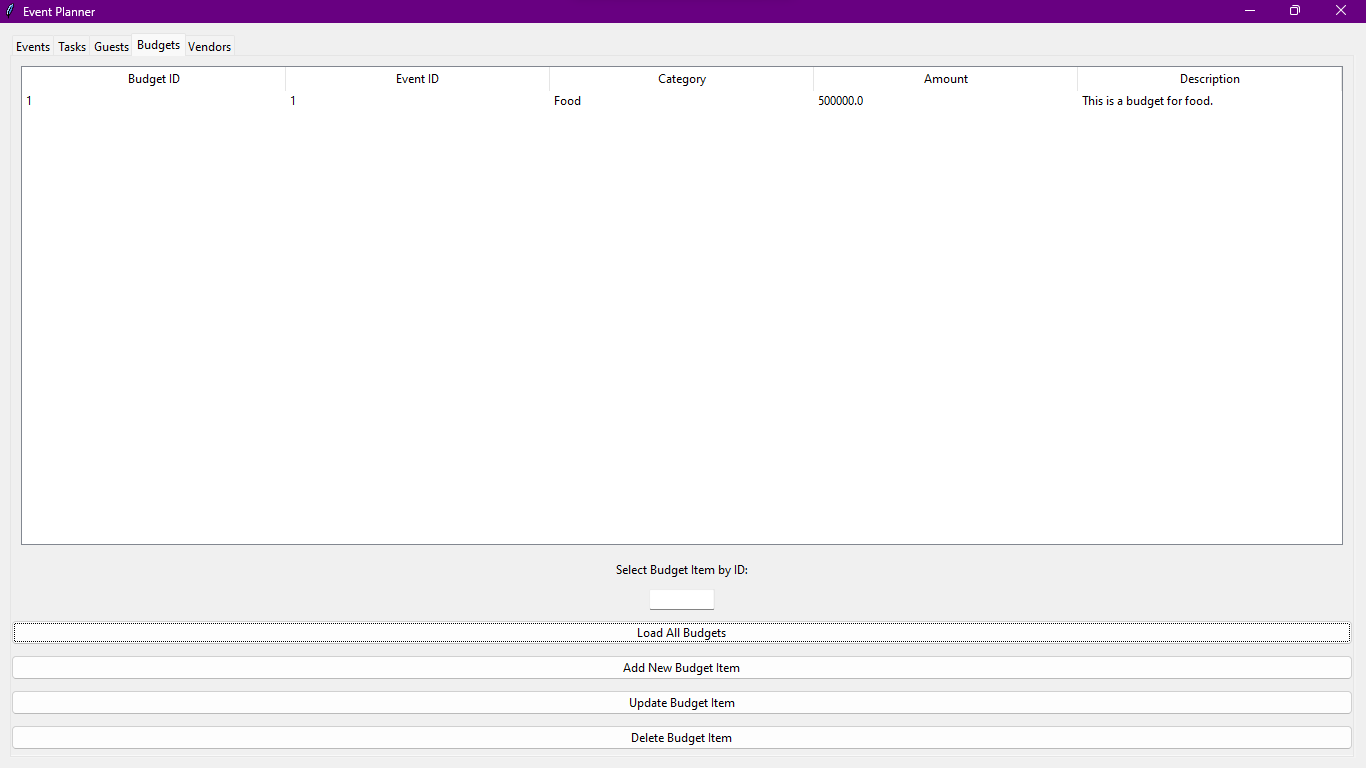 Event Planner
Events Tasks Guests Budgets Vendors
Budget ID Event ID Category Amount Description
1 1 Food 500000.0 This is a budget for food.
Select Budget Item by ID:
Load All Budgets
Add New Budget Item
Update Budget Item
Delete Budget Item